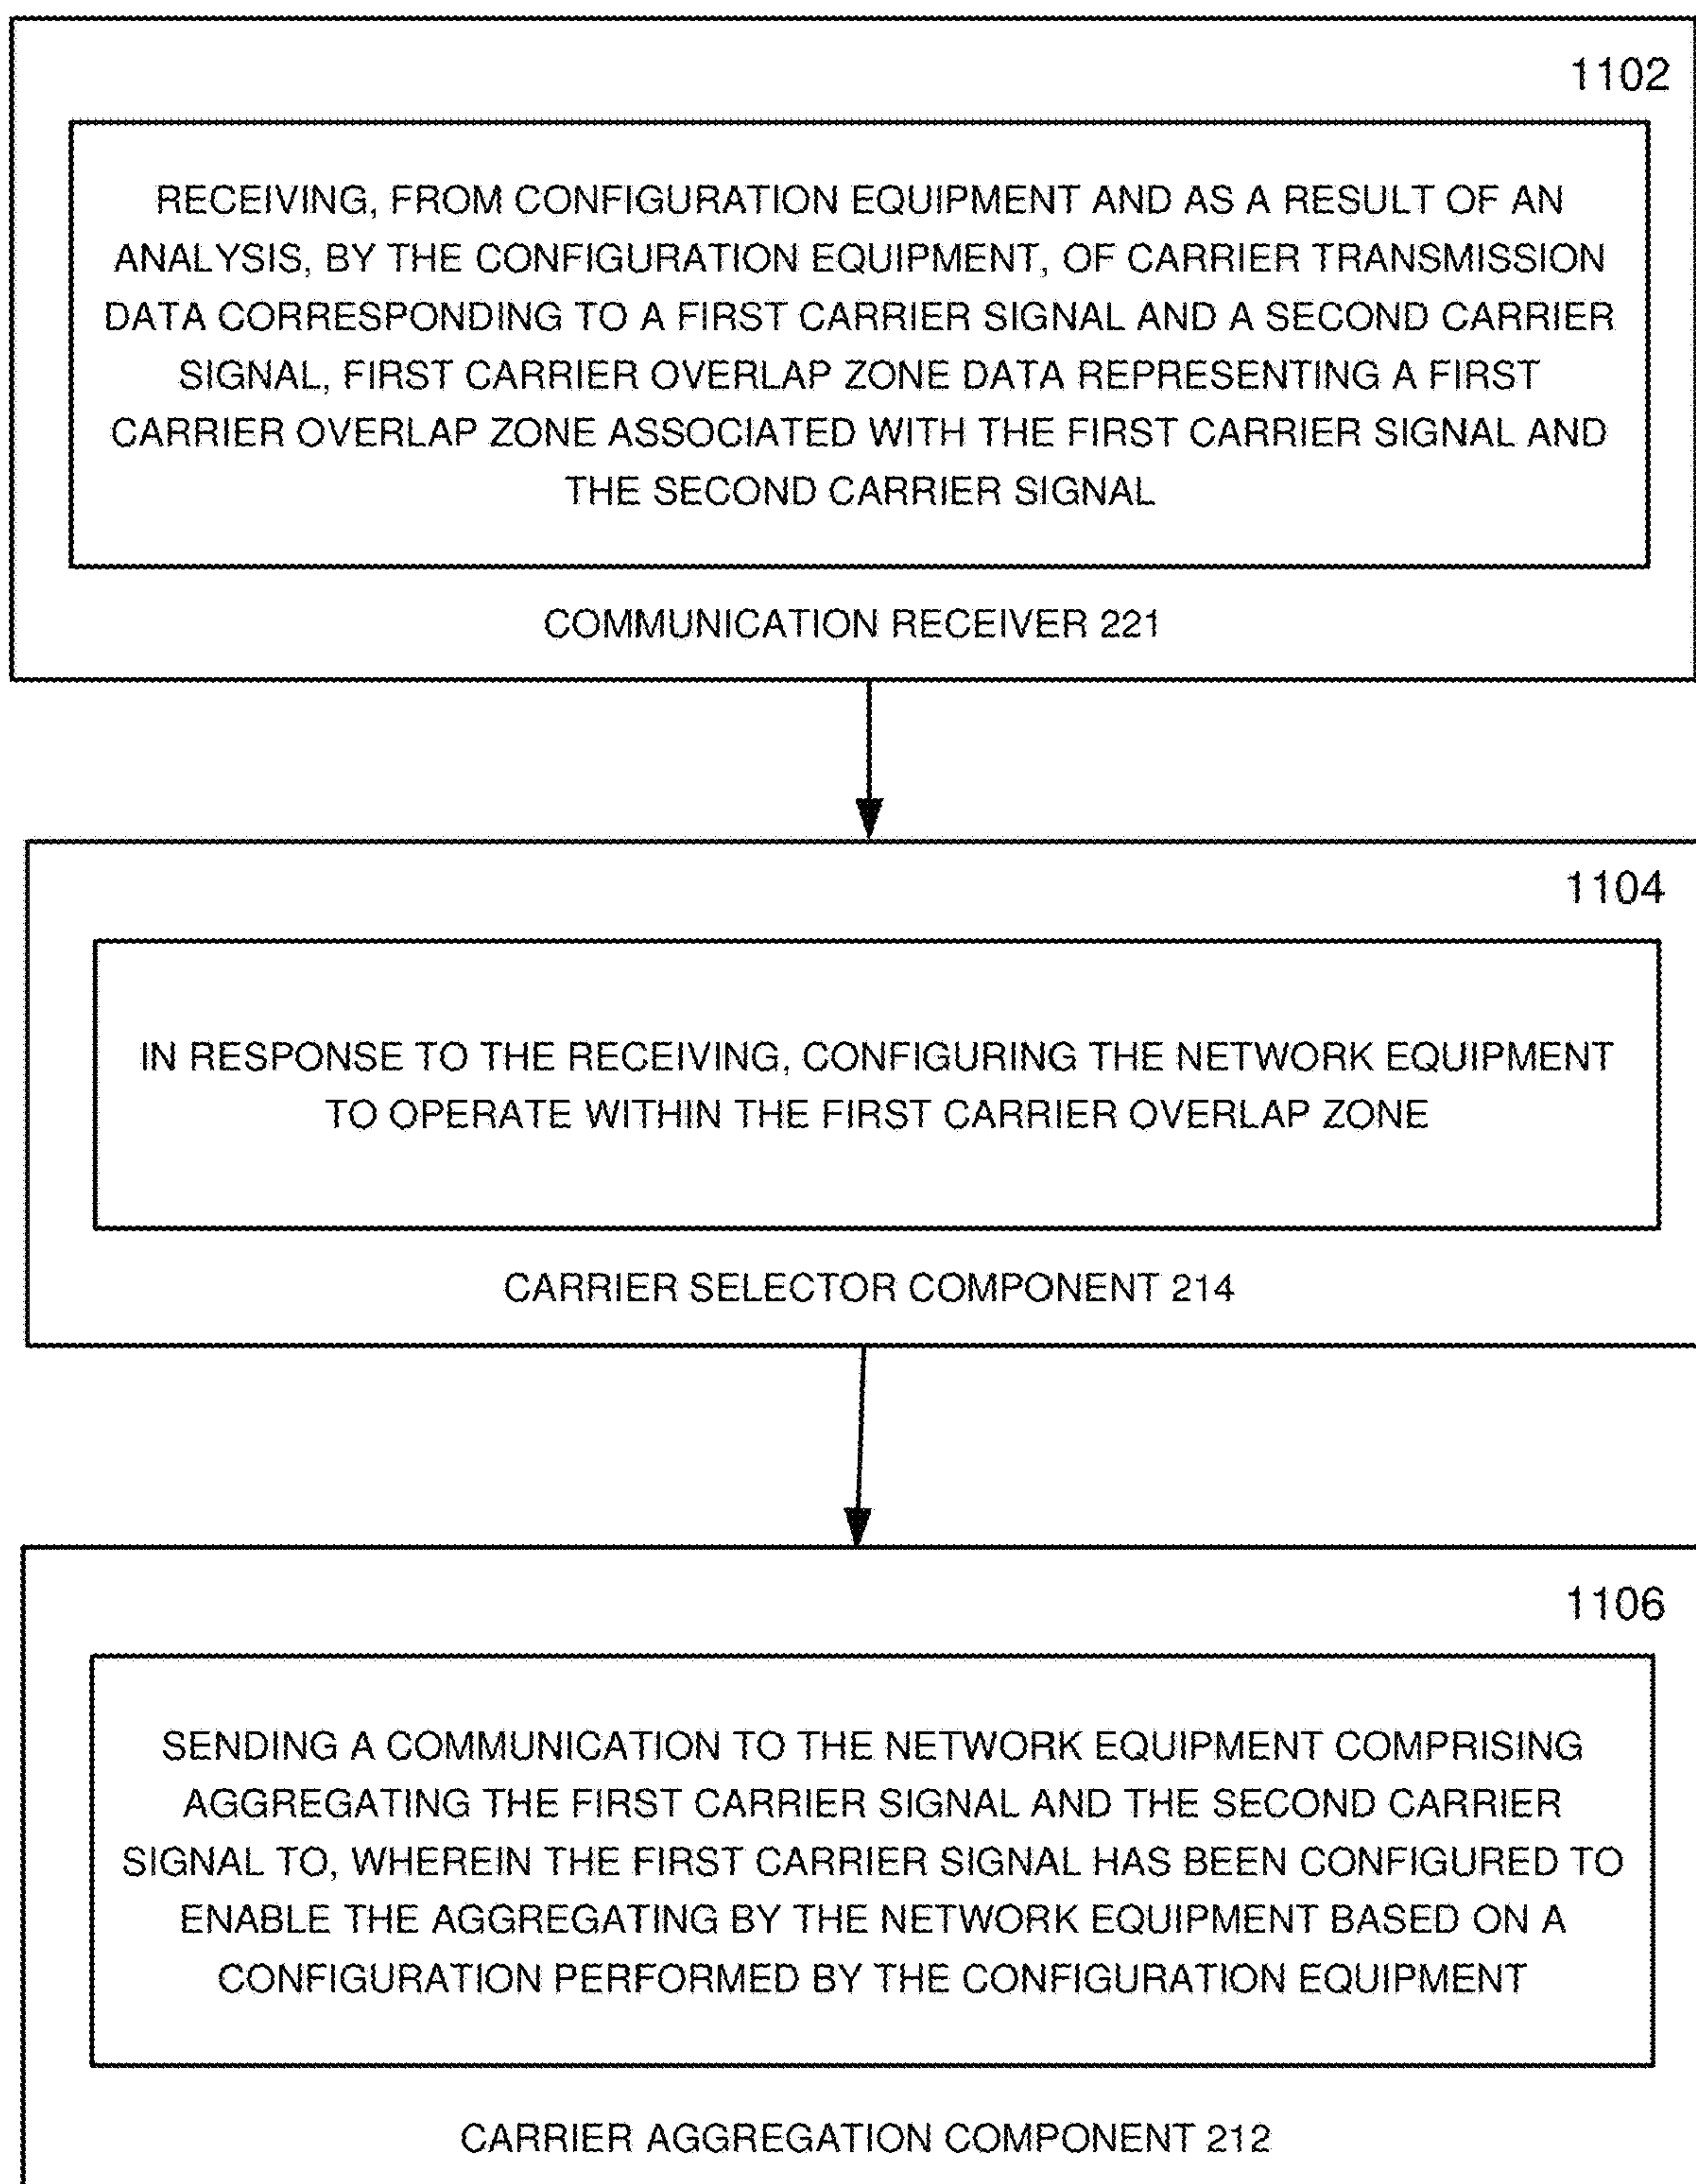 1102
RECEIVING, FROM CONFIGURATION EQUIPMENT AND AS A RESULT OF AN
ANALYSIS, BY THE CONFIGURATION EQUIPMENT, OF CARRIER TRANSMISSION
DATA CORRESPONDING TO A FIRST CARRIER SIGNAL AND A SECOND CARRIER
SIGNAL, FIRST CARRIER OVERLAP ZONE DATA REPRESENTING A FIRST
CARRIER OVERLAP ZONE ASSOCIATED WITH THE FIRST CARRIER SIGNAL AND
THE SECOND CARRIER SIGNAL
COMMUNICATION RECEIVER 221
1104
IN RESPONSE TO THE RECEIVING, CONFIGURING THE NETWORK EQUIPMENT
TO OPERATE WITHIN THE FIRST CARRIER OVERLAP ZONE
CARRIER SELECTOR COMPONENT 214
1106
SENDING A COMMUNICATION TO THE NETWORK EQUIPMENT COMPRISING
AGGREGATING THE FIRST CARRIER SIGNAL AND THE SECOND CARRIER
SIGNAL TO, WHEREIN THE FIRST CARRIER SIGNAL HAS BEEN CONFIGURED TO
ENABLE THE AGGREGATING BY THE NETWORK EQUIPMENT BASED ON A
CONFIGURATION PERFORMED BY THE CONFIGURATION EQUIPMENT
CARRIER AGGREGATION COMPONENT 212